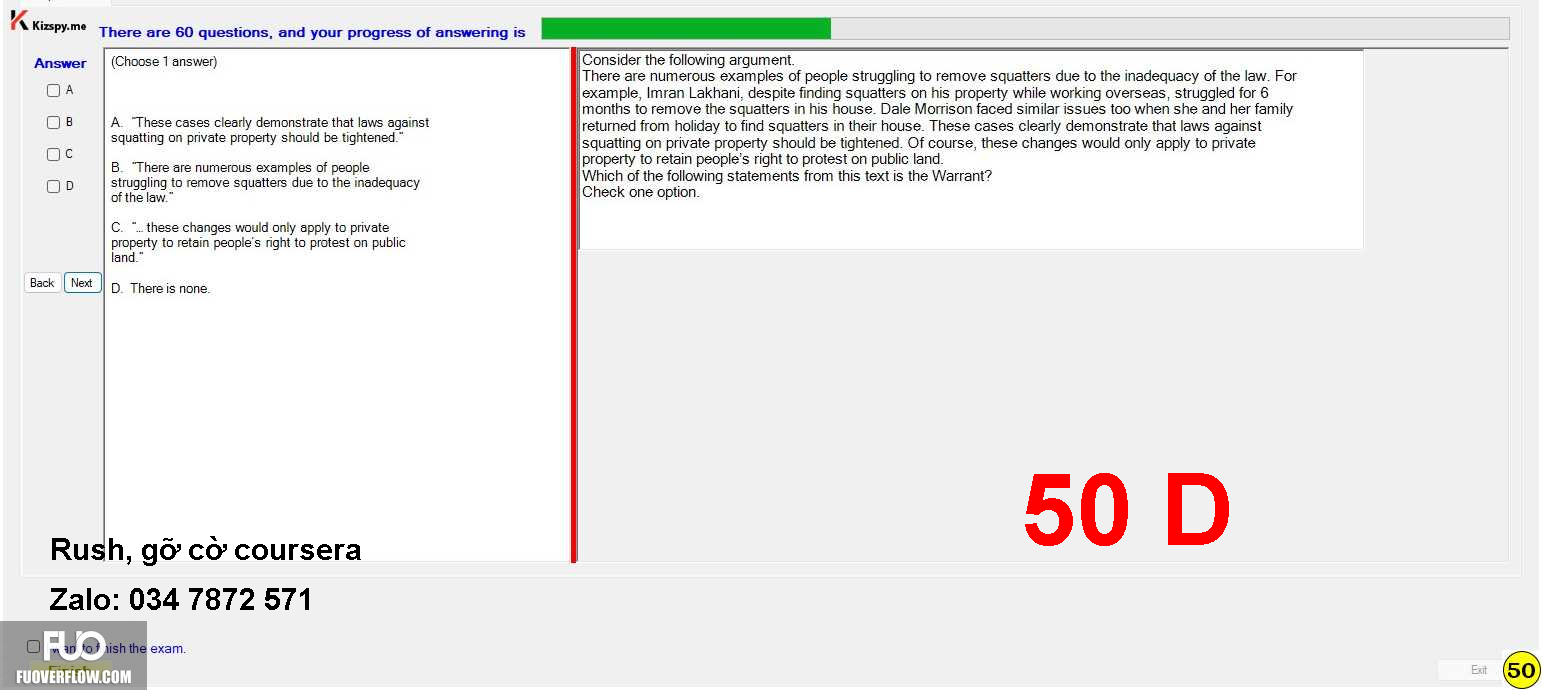 Kizspy.me
There are 60 questions, and your progress of answering is
Answer
A
B
C
D
Back
Next
(Choose 1 answer)
A. "These cases clearly demonstrate that laws against
squatting on private property should be tightened."
B. "There are numerous examples of people
struggling to remove squatters due to the inadequacy
of the law."
C. "... these changes would only apply to private
property to retain people's right to protest on public
land."
D. There is none.
Consider the following argument.
There are numerous examples of people struggling to remove squatters due to the inadequacy of the law. For
example, Imran Lakhani, despite finding squatters on his property while working overseas, struggled for 6
months to remove the squatters in his house. Dale Morrison faced similar issues too when she and her family
returned from holiday to find squatters in their house. These cases clearly demonstrate that laws against
squatting on private property should be tightened. Of course, these changes would only apply to private
property to retain people's right to protest on public land.
Which of the following statements from this text is the Warrant?
Check one option.
50 D
Rush, gỡ cờ coursera
Zalo: 034 7872 571
want to finish the exam.
Finish
FUO
FUOVERFLOW.COM
Exit
50